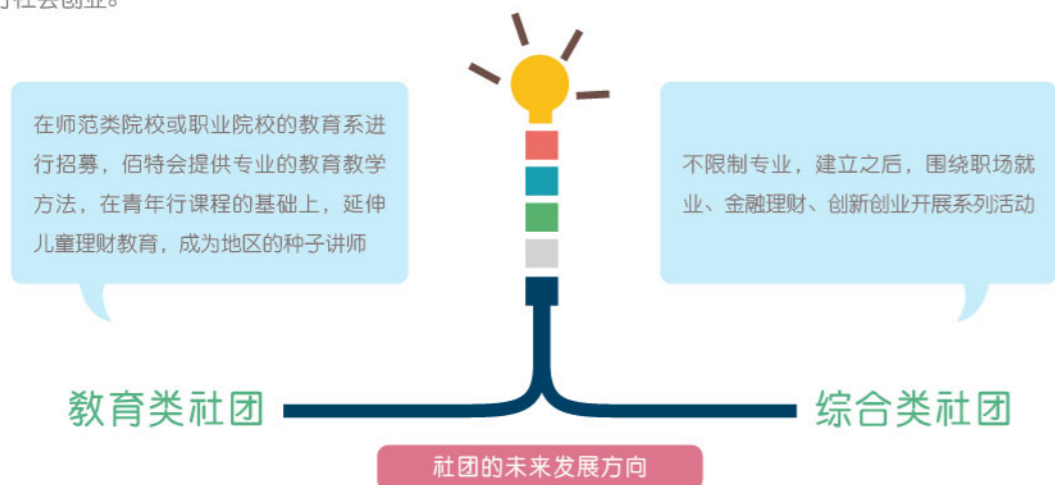 社会创业。
在师范类院校或职业院校的教育系进
行招募，佰特会提供专业的教育教学
方法，在青年行课程的基础上，延伸
儿童理财教育，成为地区的种子讲师
不限制专业，建立之后，围绕职场就
业、金融理财、创新创业开展系列活动
教育类社团
综合类社团
社团的未来发展方向